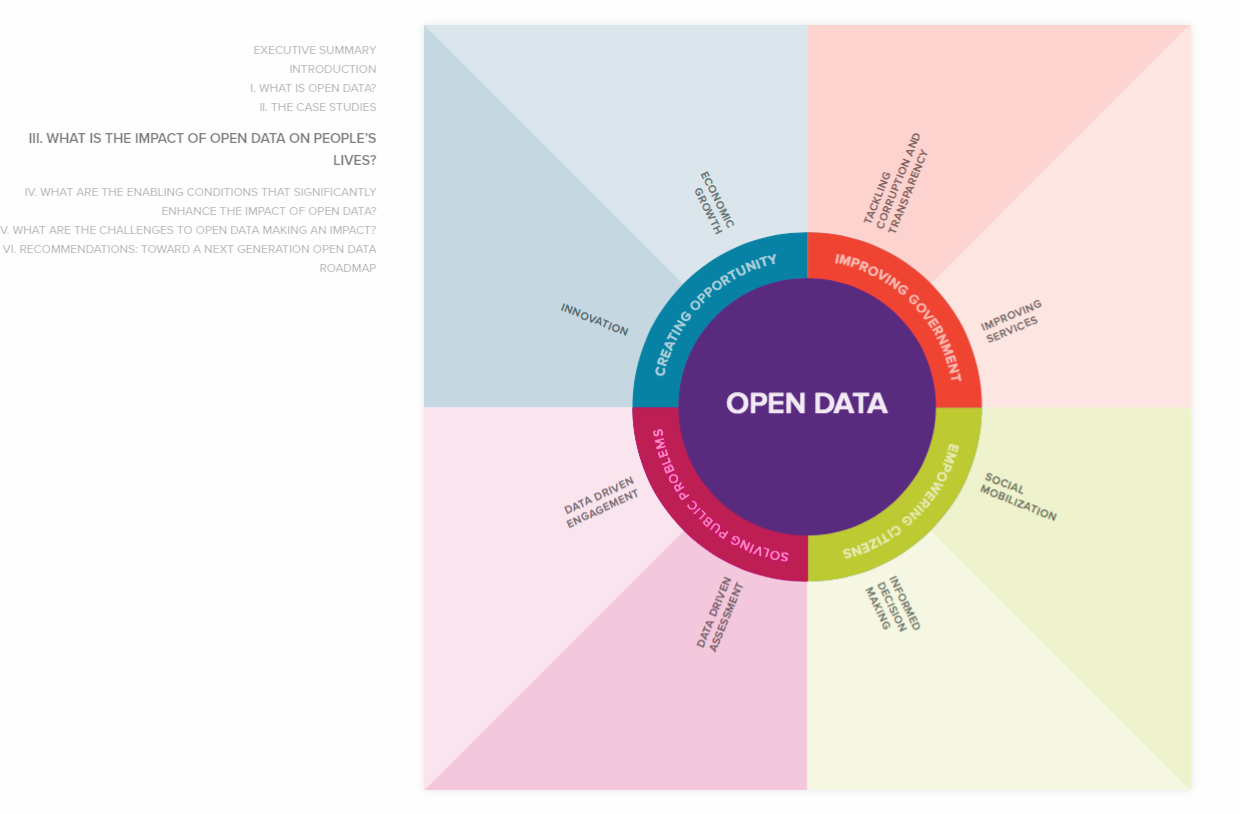 EXECUTIVE SUMMARY
INTRODUCTION
I. WHAT IS OPEN DATA?
II. THE CASE STUDIES
III. WHAT IS THE IMPACT OF OPEN DATA ON PEOPLE'S
LIVES?
IV. WHAT ARE THE ENABLING CONDITIONS THAT SIGNIFICANTLY
ENHANCE THE IMPACT OF OPEN DATA?
V. WHAT ARE THE CHALLENGES TO OPEN DATA MAKING AN IMPACT?
VI. RECOMMENDATIONS: TOWARD A NEXT GENERATION OPEN DATA
ROADMAP
ECONOMIC
GROWTH
TACKLING
CORRUPTION AND
TRANSPARENCY
INNOVATION
CREATING OPPORTUNITY
IMPROVING GOVERNMENT
IMPROVING
SERVICES
OPEN DATA
DATA DRIVEN
ENGAGEMENT
SOLVING PUBLIC PROBLEMS
EMPOWERING CITIZENS
SOCIAL
MOBILIZATION
DATA DRIVEN
ASSESSMENT
INFORMED
DECISION
MAKING